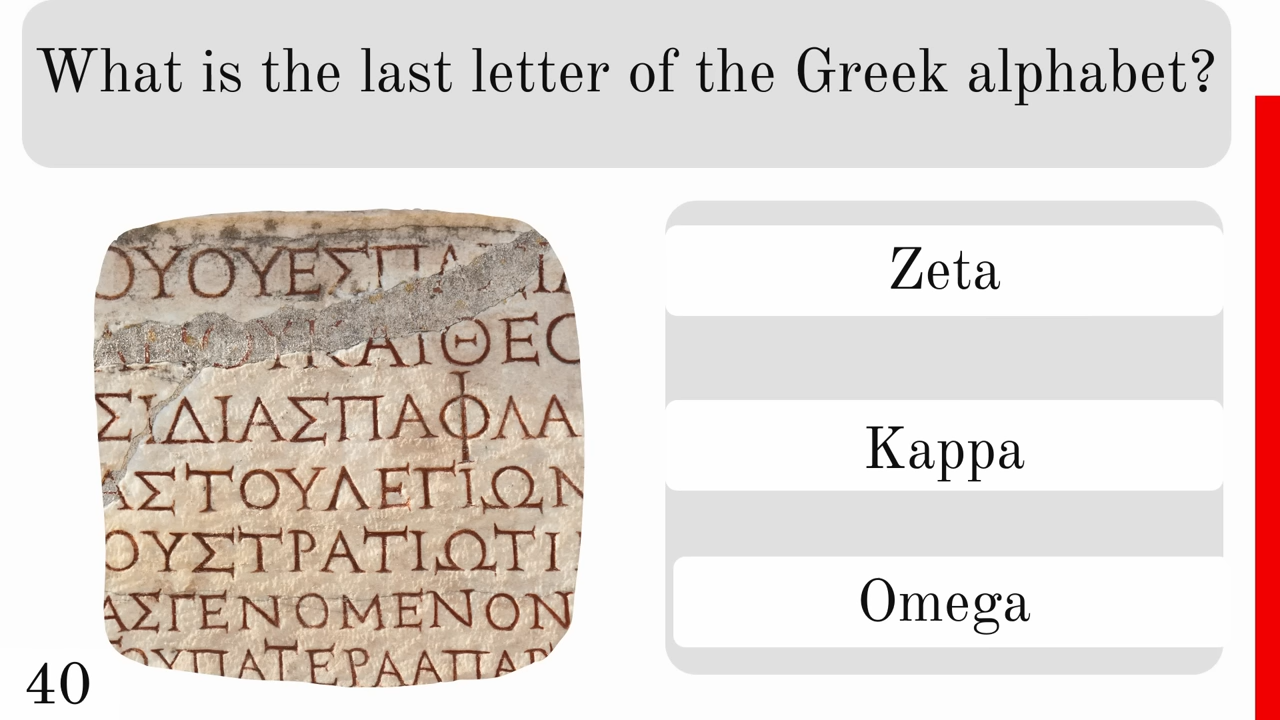 What is the last letter of the Greek alphabet?
ΟΥΟΥΕΣΠΑ
ΚΑΙΘΕΟ
ΣΙΔΙΑΣΠΑΦΛΑ
ΑΣΤΟΥΛΕΓΙΩΝ
ΟΥΣΤΡΑΤΙΩΤΙ
ΑΣΓΕΝΟΜΕΝΟΝ
ΟΥΠΑΤΕΡΑΑΠΑΡ
Zeta
Kappa
Omega
40